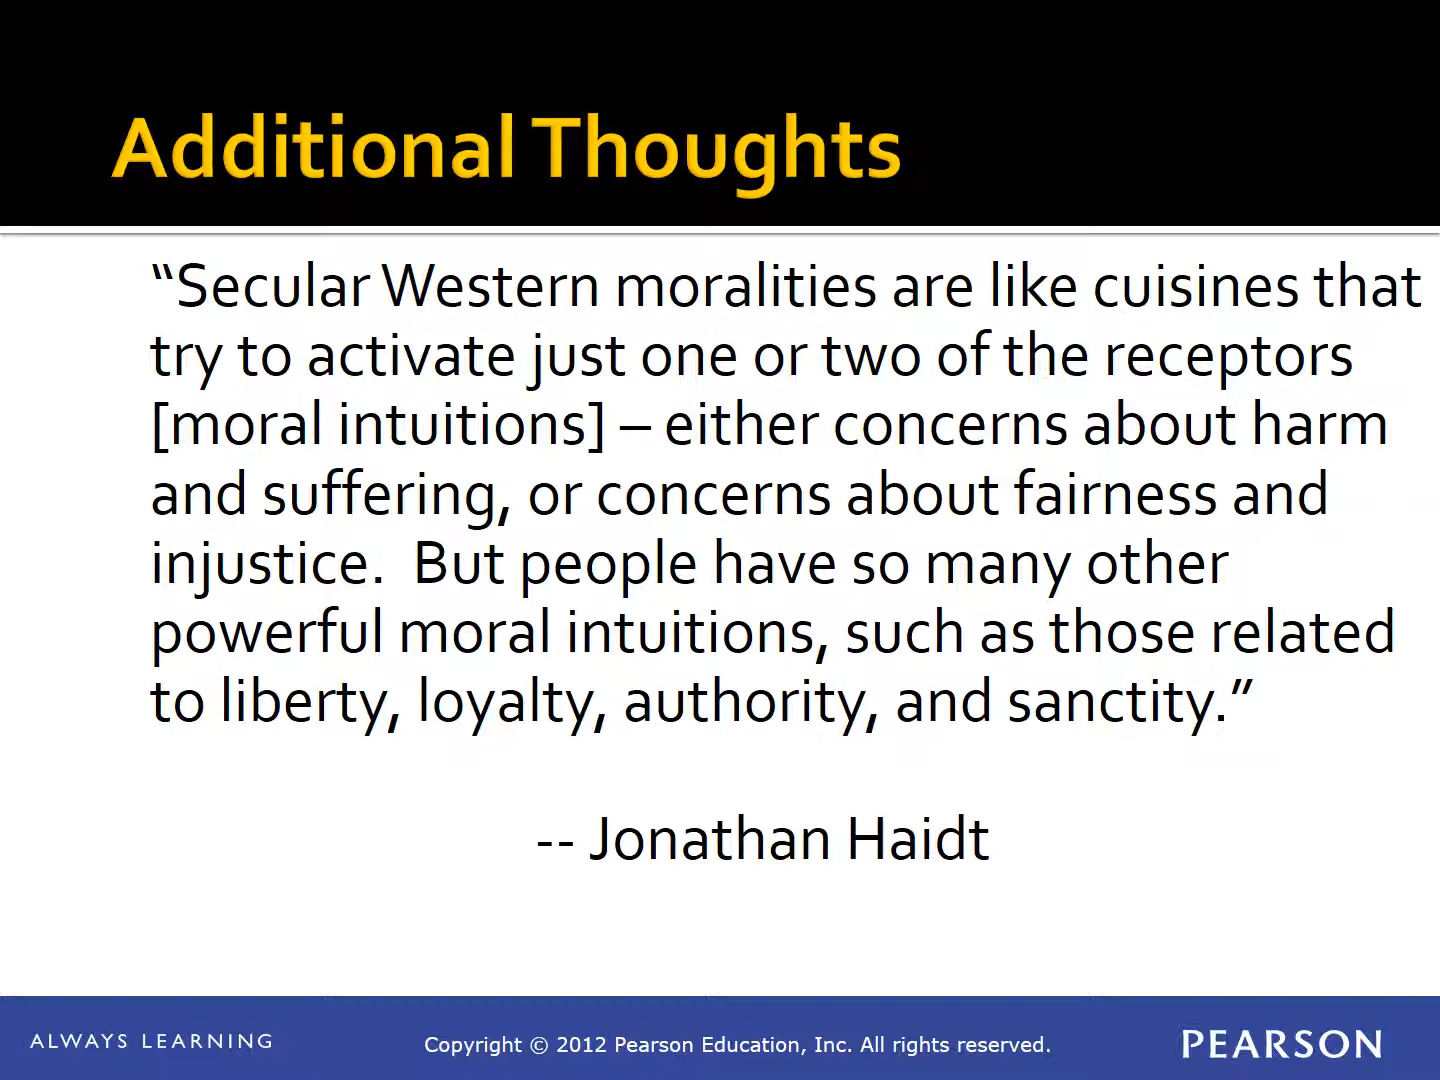 Additional Thoughts
“Secular Western moralities are like cuisines that
try to activate just one or two of the receptors
[moral intuitions] – either concerns about harm
and suffering, or concerns about fairness and
injustice.  But people have so many other
powerful moral intuitions, such as those related
to liberty, loyalty, authority, and sanctity.”
-- Jonathan Haidt
ALWAYS LEARNING
Copyright © 2012 Pearson Education, Inc. All rights reserved.
PEARSON